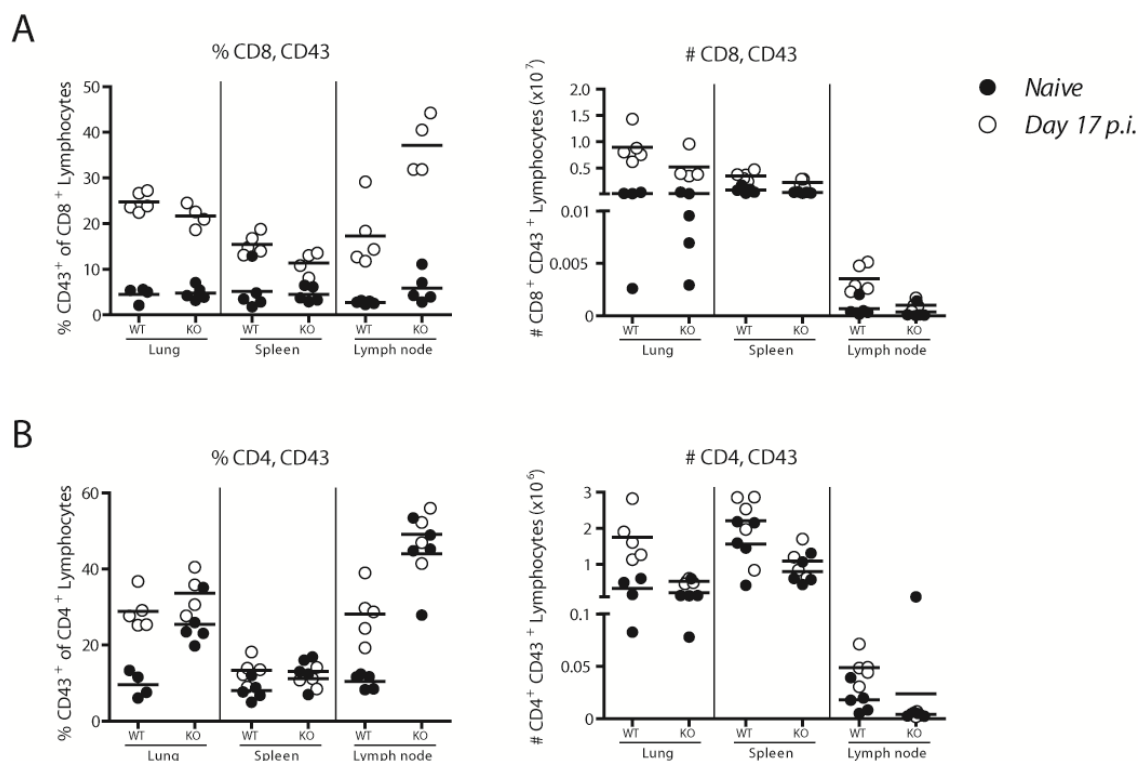 A
% CD8, CD43
# CD8, CD43
Naive
Day 17 p.i.
% CD43+ of CD8+ Lymphocytes
50
40
30
20
10
0
WT KO WT KO WT KO
Lung Spleen Lymph node
# CD8+ CD43+ Lymphocytes (x10⁷)
2.0
1.5
1.0
0.5
0.01
0.005
0
WT KO WT KO WT KO
Lung Spleen Lymph node
B
% CD4, CD43
# CD4, CD43
% CD43+ of CD4+ Lymphocytes
60
40
20
0
WT KO WT KO WT KO
Lung Spleen Lymph node
# CD4+ CD43+ Lymphocytes (x10⁶)
3
2
1
0.1
0.05
0
WT KO WT KO WT KO
Lung Spleen Lymph node